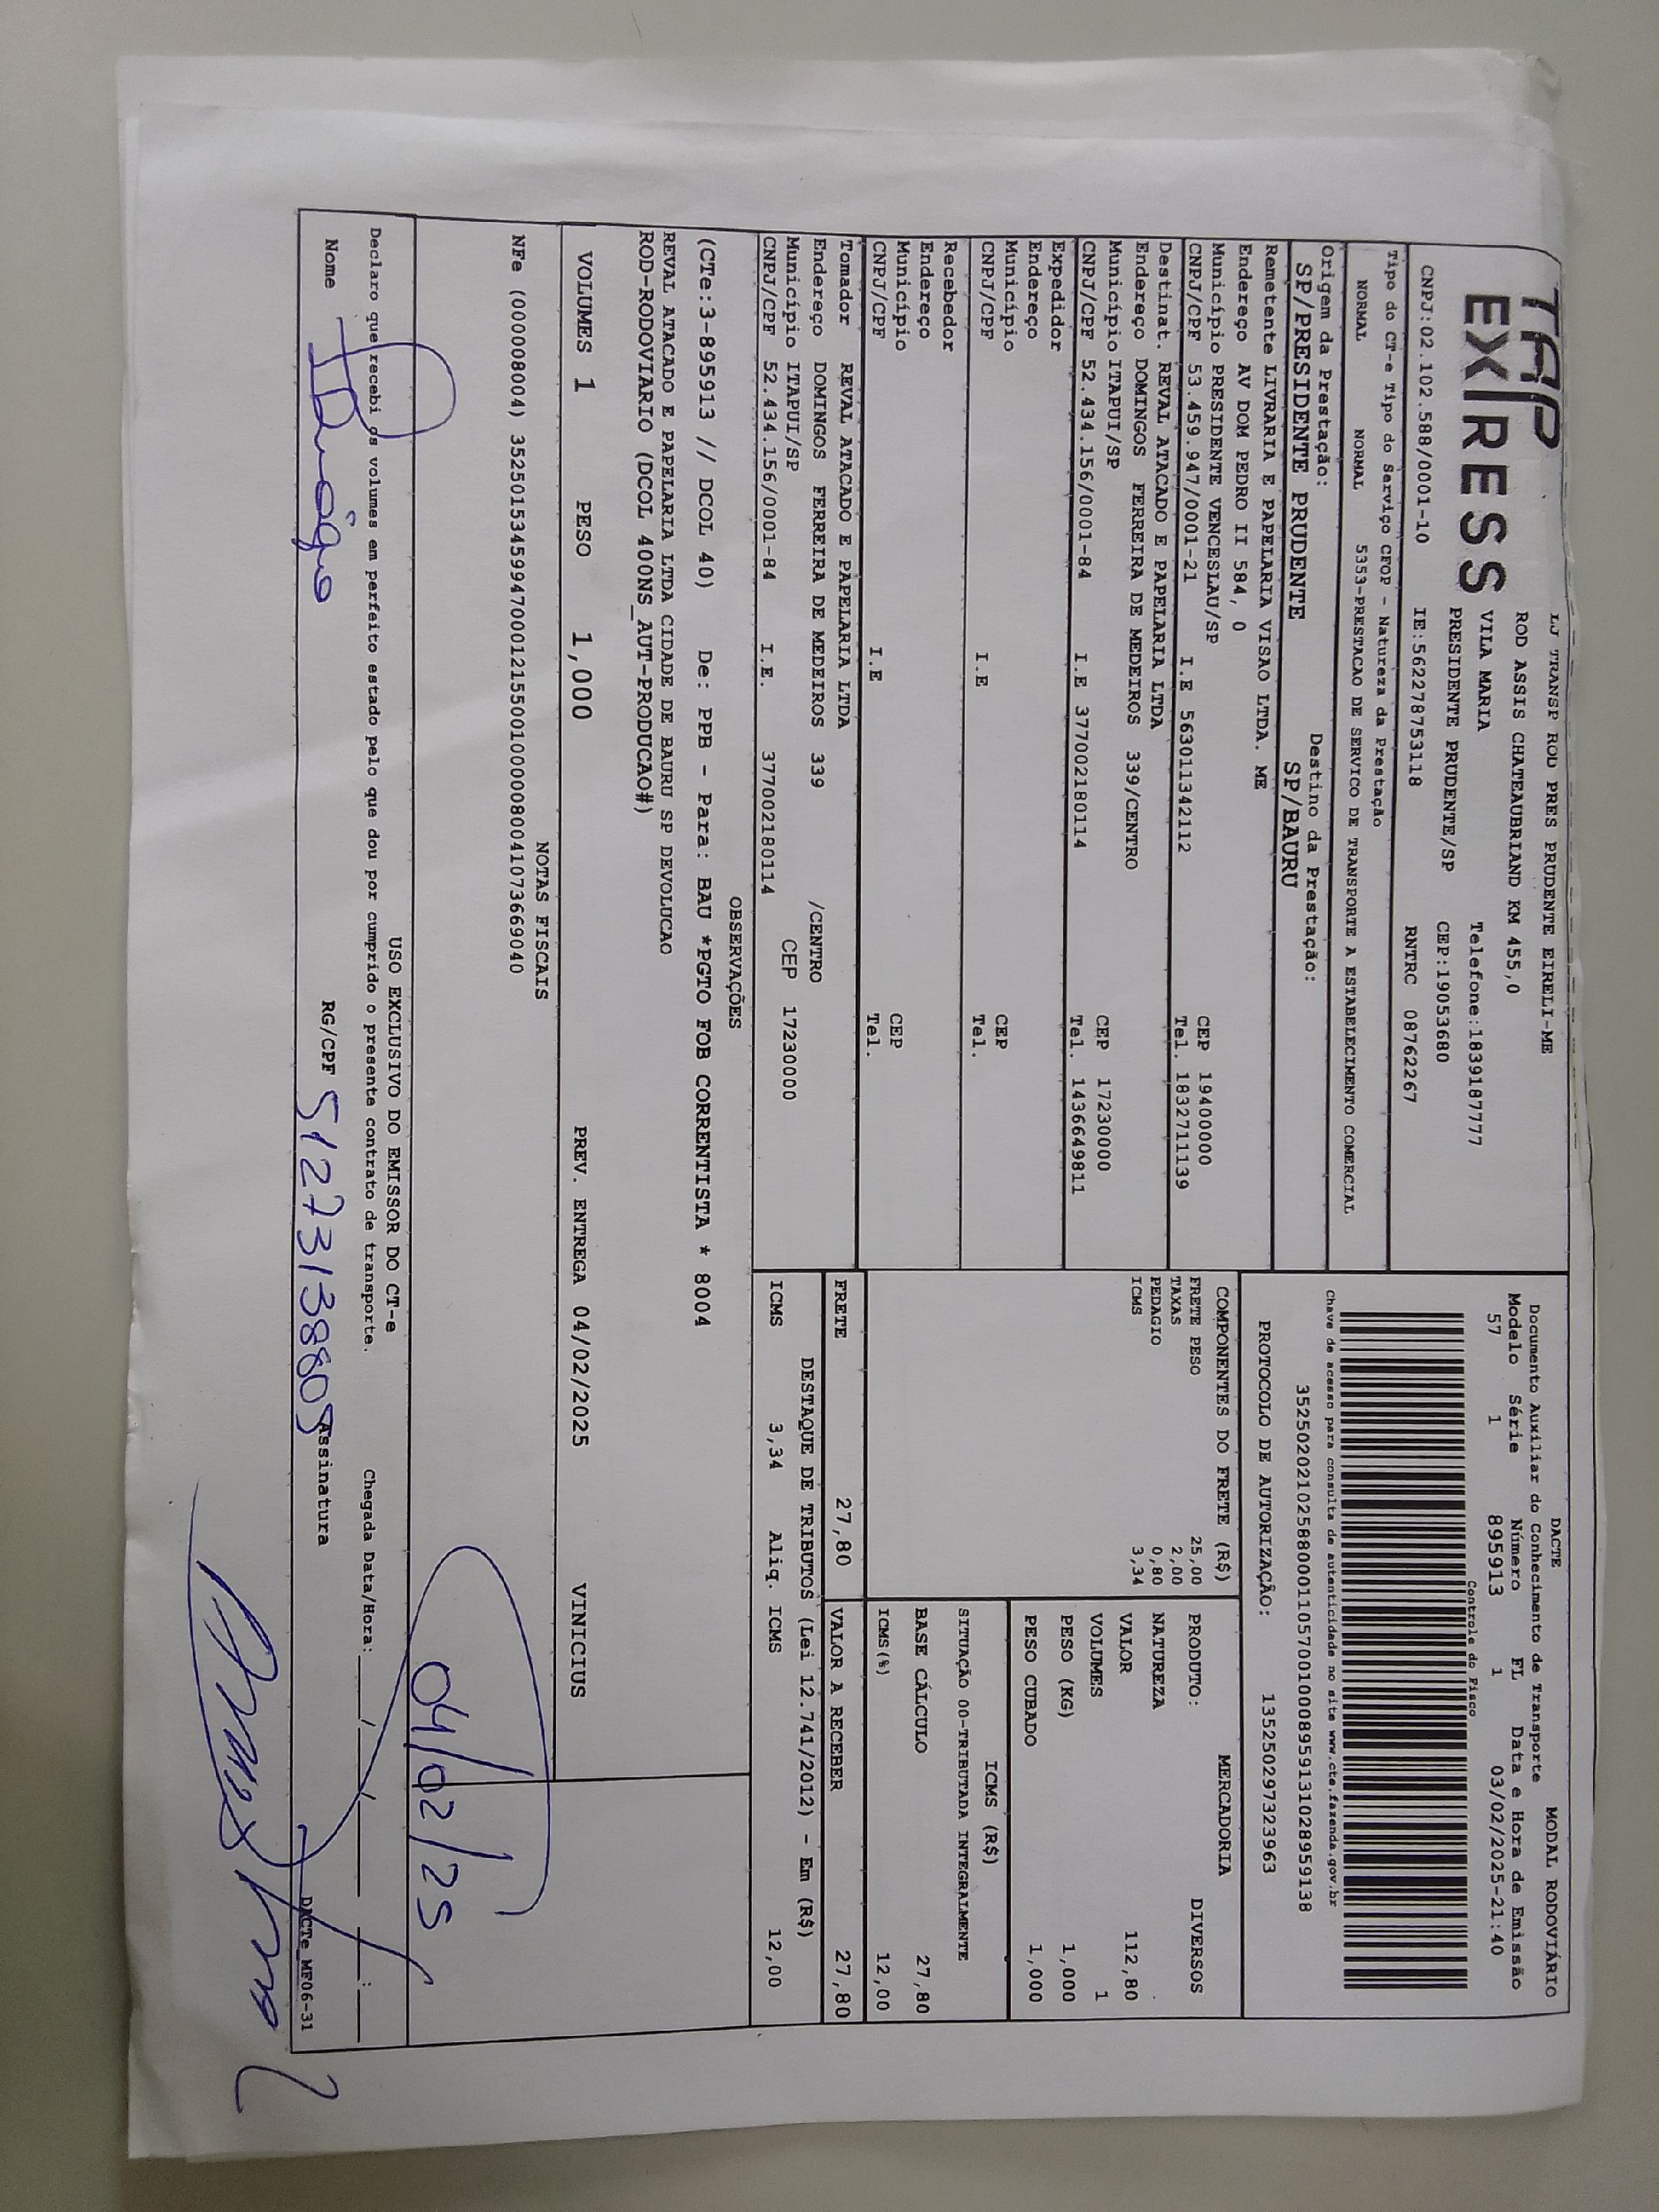 TAP
EXPRESS
LJ TRANSP ROD PRES PRUDENTE EIRELI-ME
ROD ASSIS CHATEAUBRIAND KM 455,0
VILA MARIA Telefone:1839187777
PRESIDENTE PRUDENTE/SP CEP:19053680
CNPJ:02.102.588/0001-10 IE:562278753118 RNTRC 08762267
Tipo do CT-e Tipo do Serviço CFOP - Natureza da Prestação
NORMAL NORMAL 5353-PRESTACAO DE SERVICO DE TRANSPORTE A ESTABELECIMENTO COMERCIAL
Origem da Prestação: Destino da Prestação:
SP/PRESIDENTE PRUDENTE SP/BAURU
Remetente LIVRARIA E PAPELARIA VISAO LTDA. ME
Endereço AV DOM PEDRO II 584, 0
Município PRESIDENTE VENCESLAU/SP CEP 19400000
CNPJ/CPF 53.459.947/0001-21 I.E 563011342112 Tel. 1832711139
Destinat. REVAL ATACADO E PAPELARIA LTDA
Endereço DOMINGOS FERREIRA DE MEDEIROS 339/CENTRO
Município ITAPUI/SP CEP 17230000
CNPJ/CPF 52.434.156/0001-84 I.E 377002180114 Tel. 1436649811
Expedidor
Endereço
Município CEP
CNPJ/CPF I.E Tel.
Recebedor
Endereço
Município CEP
CNPJ/CPF I.E Tel.
Tomador REVAL ATACADO E PAPELARIA LTDA
Endereço DOMINGOS FERREIRA DE MEDEIROS 339 /CENTRO
Município ITAPUI/SP CEP 17230000
CNPJ/CPF 52.434.156/0001-84 I.E. 377002180114
DACTE MODAL RODOVIÁRIO
Documento Auxiliar do Conhecimento de Transporte
Modelo Série Número FL Data e Hora de Emissão
57 1 895913 1 03/02/2025-21:40
Controle do Fisco
Chave de acesso para consulta de autenticidade no site www.cte.fazenda.gov.br
35250202102588000110570010008959131028959138
PROTOCOLO DE AUTORIZAÇÃO: 135250297323963
COMPONENTES DO FRETE (R$)
FRETE PESO 25,00
TAXAS 2,00
PEDAGIO 0,80
ICMS 3,34
MERCADORIA
PRODUTO: DIVERSOS
NATUREZA
VALOR 112,80
VOLUMES 1
PESO (KG) 1,000
PESO CUBADO 1,000
ICMS (R$)
SITUAÇÃO 00-TRIBUTADA INTEGRALMENTE,
BASE CÁLCULO 27,80
ICMS(%) 12,00
FRETE 27,80 VALOR A RECEBER 27,80
DESTAQUE DE TRIBUTOS (Lei 12.741/2012) - Em (R$)
ICMS 3,34 Aliq. ICMS 12,00
OBSERVAÇÕES
(CTe:3-895913 // DCOL 40) De: PPB - Para: BAU *PGTO FOB CORRENTISTA * 8004
REVAL ATACADO E PAPELARIA LTDA CIDADE DE BAURU SP DEVOLUCAO
ROD-RODOVIARIO (DCOL 400NS_AUT-PRODUCAO#)
VOLUMES 1 PESO 1,000 PREV. ENTREGA 04/02/2025 VINICIUS
NOTAS FISCAIS
NFe (000008004) 35250153459947000121550010000080041073669040
04/02/25
USO EXCLUSIVO DO EMISSOR DO CT-e
Declaro que recebi os volumes em perfeito estado pelo que dou por cumprido o presente contrato de transporte. Chegada Data/Hora: __/__/__ __:__
Nome Thiago RG/CPF 51273138809 Assinatura
DACTe_MF06-31